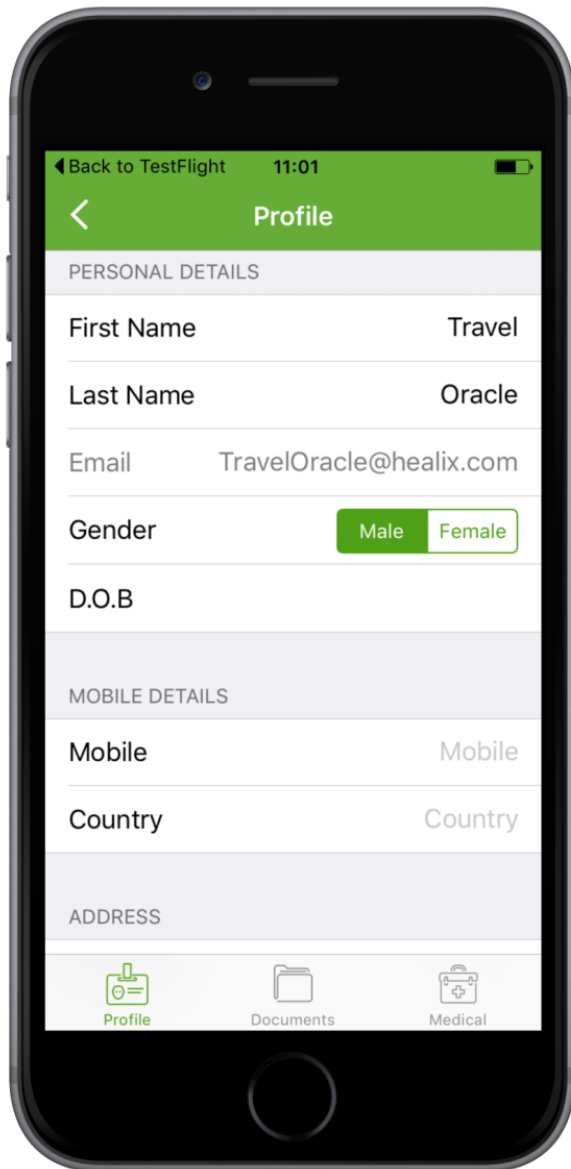 Back to TestFlight 11:01
Profile
PERSONAL DETAILS
First Name Travel
Last Name Oracle
Email TravelOracle@healix.com
Gender Male Female
D.O.B
MOBILE DETAILS
Mobile Mobile
Country Country
ADDRESS
Profile Documents Medical